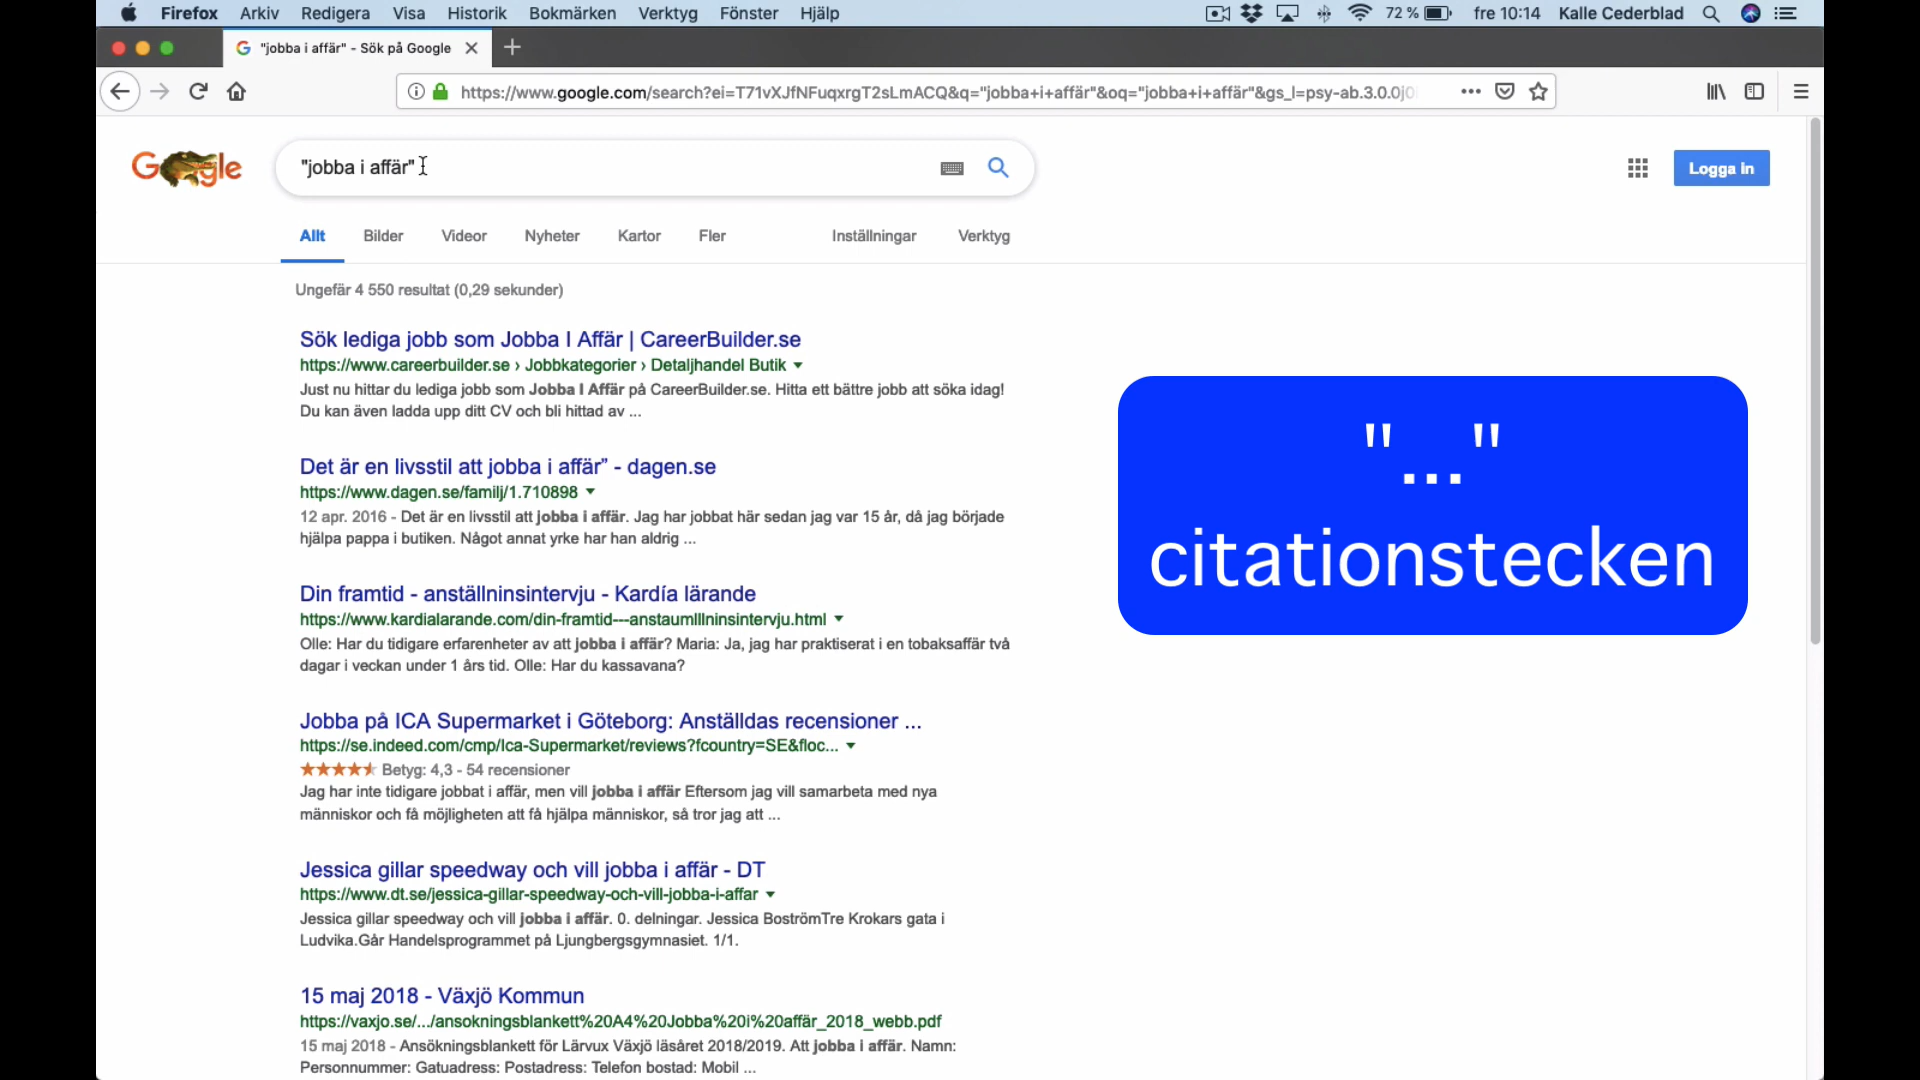 Firefox Arkiv Redigera Visa Historik Bokmärken Verktyg Fönster Hjälp 72 % fre 10:14 Kalle Cederblad
"jobba i affär" - Sök på Google
https://www.google.com/search?ei=T71vXJfNFuqxrgT2sLmACQ&q="jobba+i+affär"&oq="jobba+i+affär"&gs_l=psy-ab.3.0.0j0
Google
"jobba i affär"
Logga in
Allt Bilder Videor Nyheter Kartor Fler Inställningar Verktyg
Ungefär 4 550 resultat (0,29 sekunder)
Sök lediga jobb som Jobba I Affär | CareerBuilder.se
https://www.careerbuilder.se › Jobbkategorier › Detaljhandel Butik
Just nu hittar du lediga jobb som Jobba I Affär på CareerBuilder.se. Hitta ett bättre jobb att söka idag!
Du kan även ladda upp ditt CV och bli hittad av ...
Det är en livsstil att jobba i affär” - dagen.se
https://www.dagen.se/familj/1.710898
12 apr. 2016 - Det är en livsstil att jobba i affär. Jag har jobbat här sedan jag var 15 år, då jag började
hjälpa pappa i butiken. Något annat yrke har han aldrig ...
Din framtid - anställninsintervju - Kardía lärande
https://www.kardialarande.com/din-framtid---anstaumlllninsintervju.html
Olle: Har du tidigare erfarenheter av att jobba i affär? Maria: Ja, jag har praktiserat i en tobaksaffär två
dagar i veckan under 1 års tid. Olle: Har du kassavana?
Jobba på ICA Supermarket i Göteborg: Anställdas recensioner ...
https://se.indeed.com/cmp/Ica-Supermarket/reviews?fcountry=SE&floc...
Betyg: 4,3 - 54 recensioner
Jag har inte tidigare jobbat i affär, men vill jobba i affär Eftersom jag vill samarbeta med nya
människor och få möjligheten att få hjälpa människor, så tror jag att ...
Jessica gillar speedway och vill jobba i affär - DT
https://www.dt.se/jessica-gillar-speedway-och-vill-jobba-i-affar
Jessica gillar speedway och vill jobba i affär. 0. delningar. Jessica BoströmTre Krokars gata i
Ludvika.Går Handelsprogrammet på Ljungbergsgymnasiet. 1/1.
15 maj 2018 - Växjö Kommun
https://vaxjo.se/.../ansokningsblankett%20A4%20Jobba%20i%20affär_2018_webb.pdf
15 maj 2018 - Ansökningsblankett för Lärvux Växjö läsåret 2018/2019. Att jobba i affär. Namn:
Personnummer: Gatuadress: Postadress: Telefon bostad: Mobil ...
"..."
citationstecken